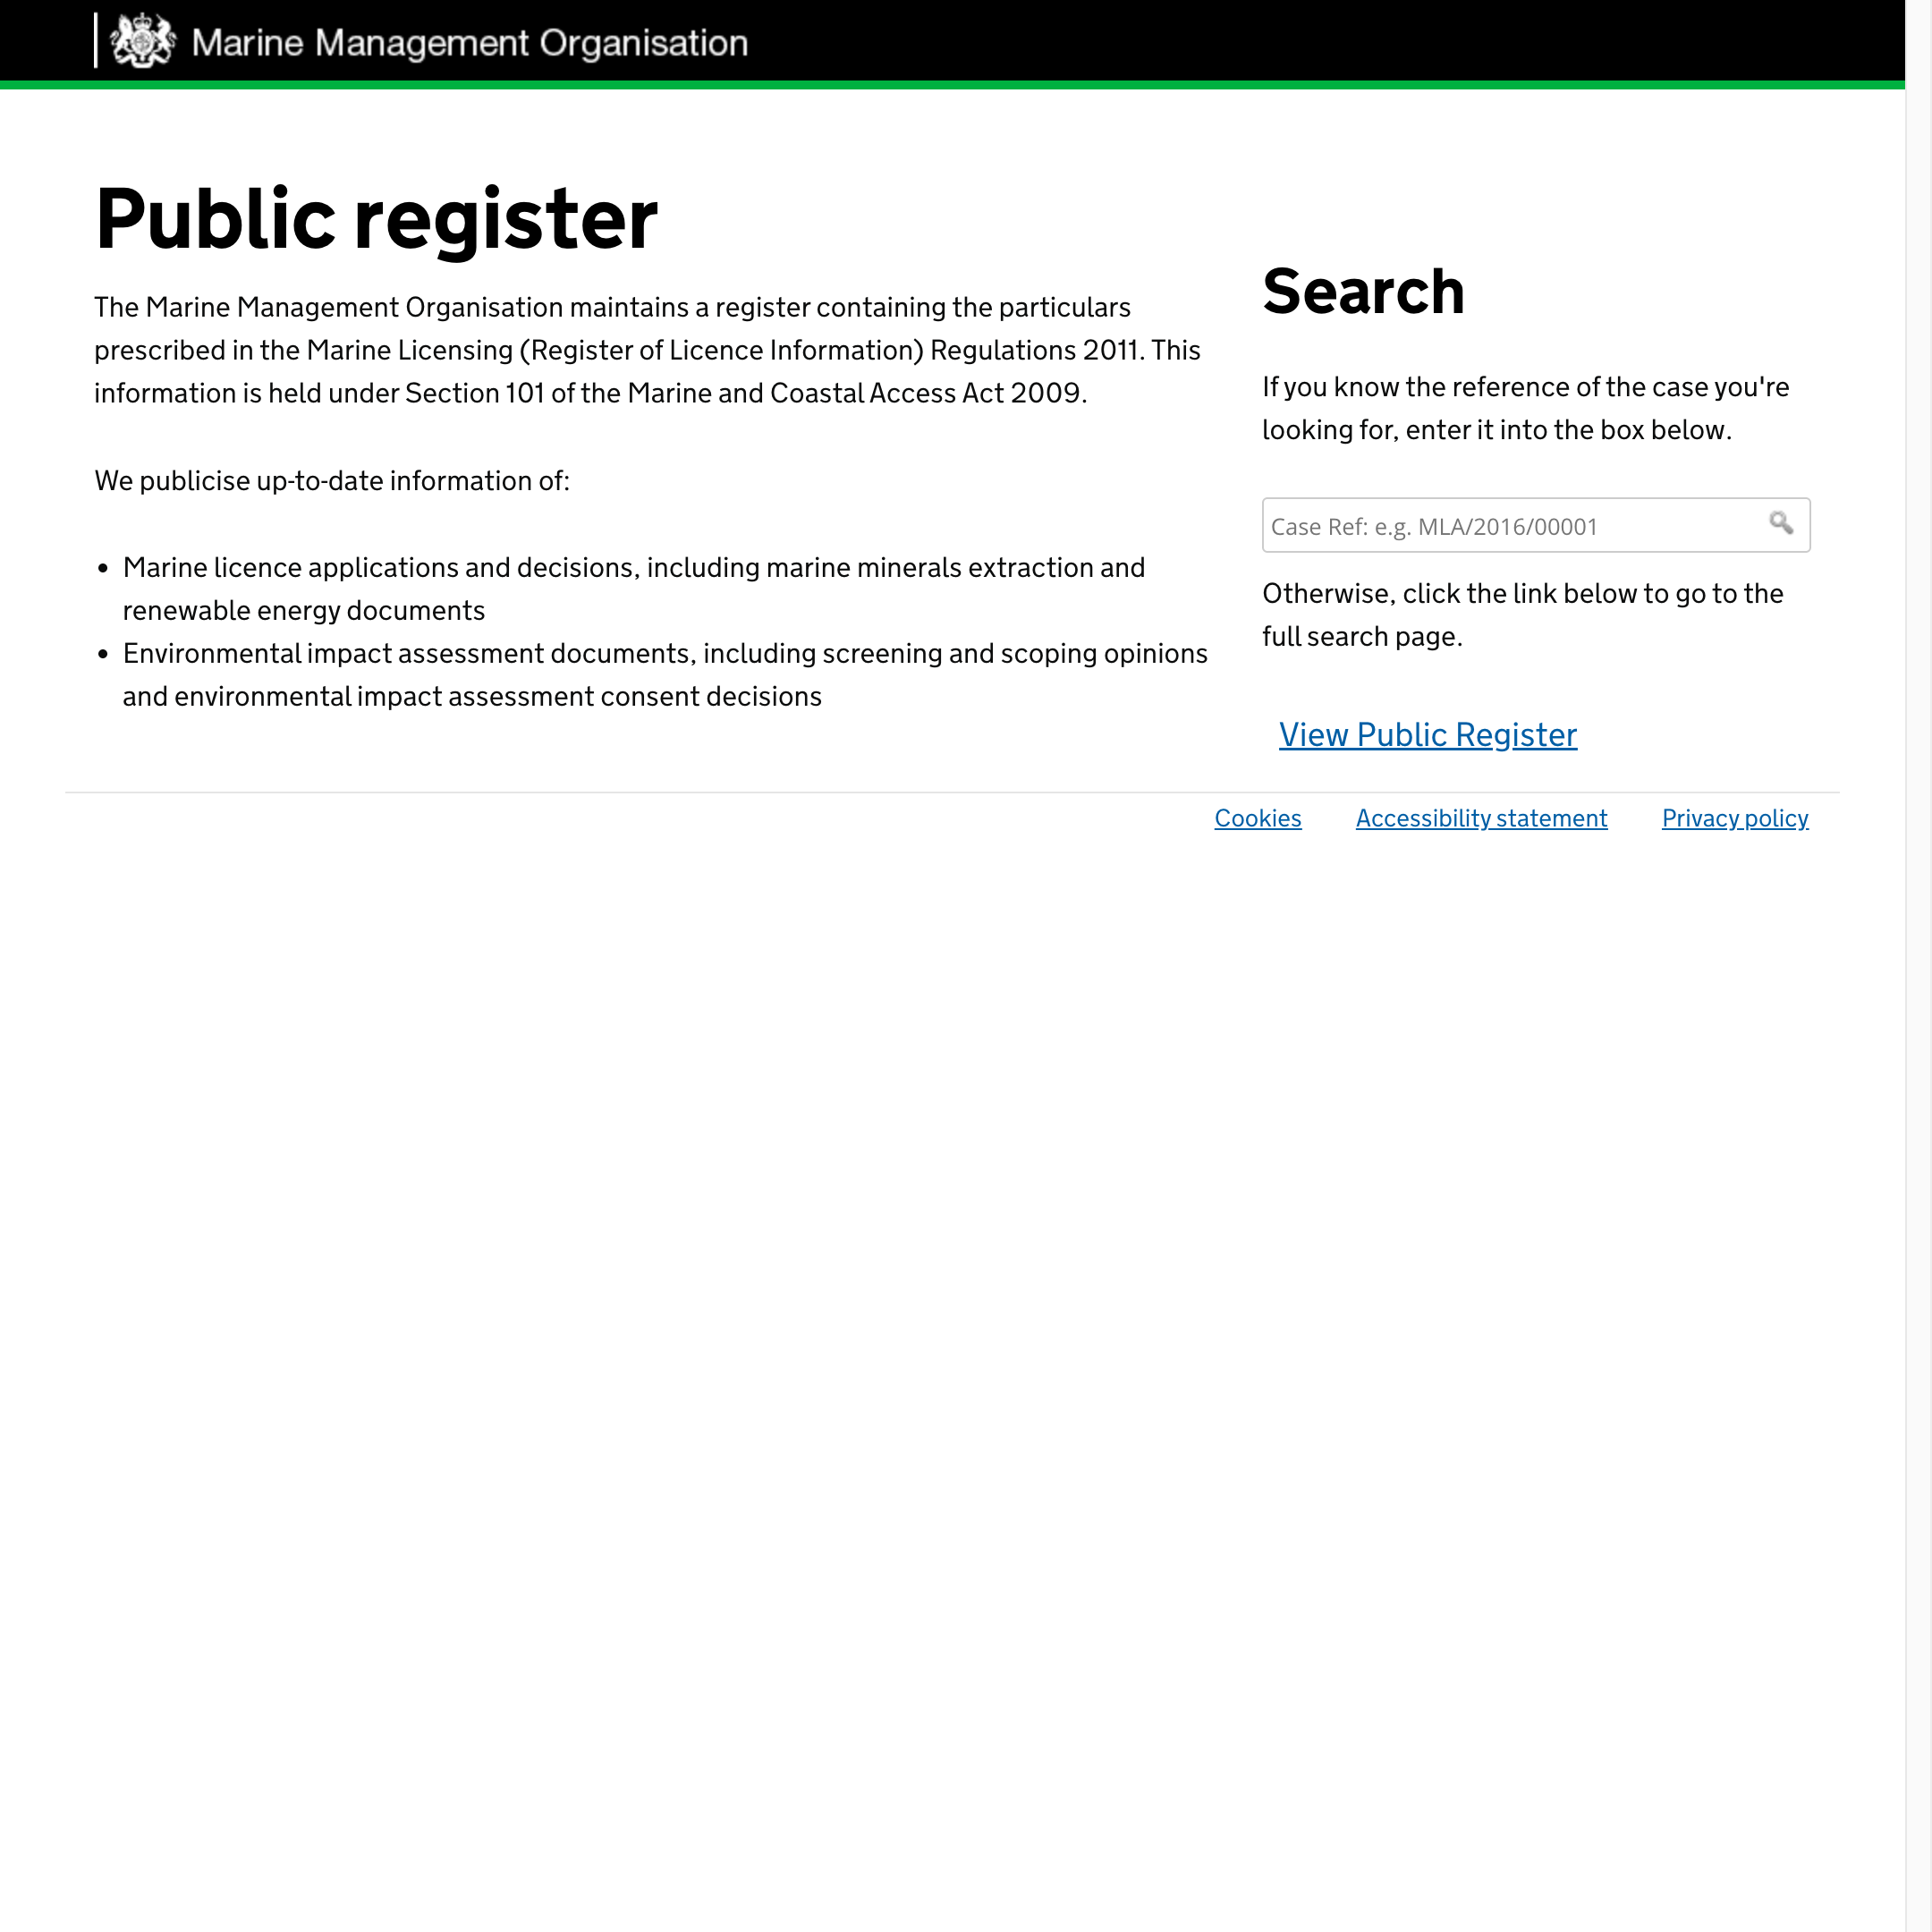 Marine Management Organisation
Public register
The Marine Management Organisation maintains a register containing the particulars
prescribed in the Marine Licensing (Register of Licence Information) Regulations 2011. This
information is held under Section 101 of the Marine and Coastal Access Act 2009.
We publicise up-to-date information of:
• Marine licence applications and decisions, including marine minerals extraction and
renewable energy documents
• Environmental impact assessment documents, including screening and scoping opinions
and environmental impact assessment consent decisions
Search
If you know the reference of the case you're
looking for, enter it into the box below.
Case Ref: e.g. MLA/2016/00001
Otherwise, click the link below to go to the
full search page.
View Public Register
Cookies
Accessibility statement
Privacy policy